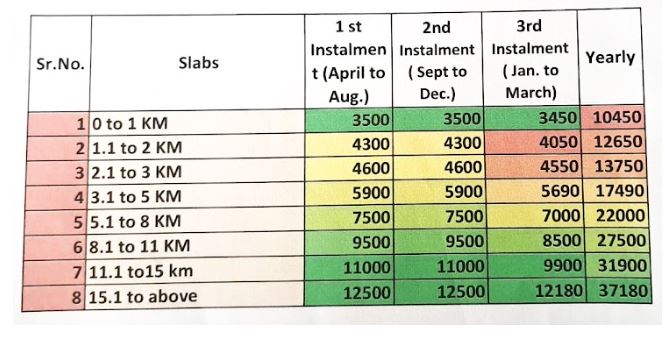 Sr.No. Slabs 1 st Instalmen t (April to Aug.) 2nd Instalment ( Sept to Dec.) 3rd Instalment ( Jan. to March) Yearly
1 0 to 1 KM 3500 3500 3450 10450
2 1.1 to 2 KM 4300 4300 4050 12650
3 2.1 to 3 KM 4600 4600 4550 13750
4 3.1 to 5 KM 5900 5900 5690 17490
5 5.1 to 8 KM 7500 7500 7000 22000
6 8.1 to 11 KM 9500 9500 8500 27500
7 11.1 to15 km 11000 11000 9900 31900
8 15.1 to above 12500 12500 12180 37180